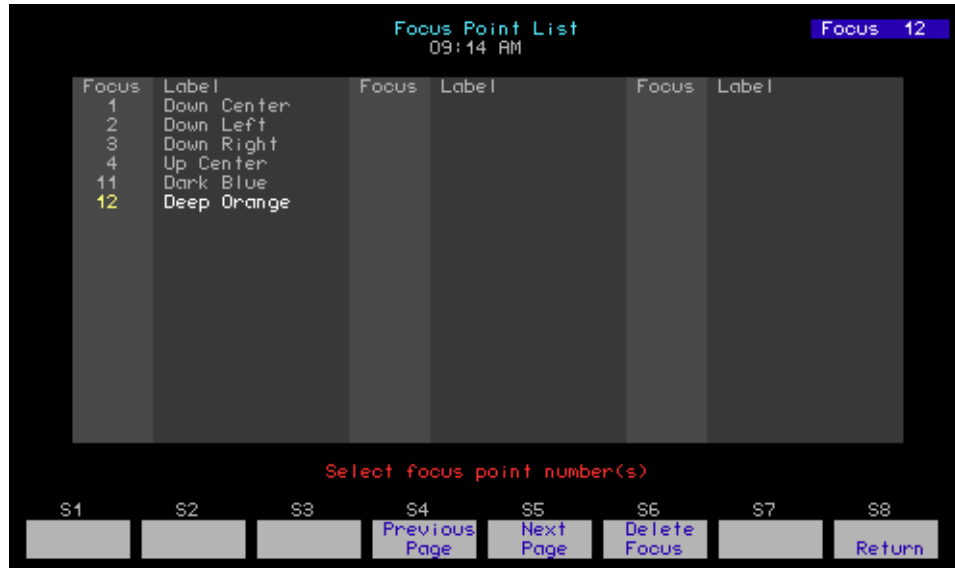 Focus Point List
Focus 12
09:14 AM
Focus Label Focus Label Focus Label
1 Down Center
2 Down Left
3 Down Right
4 Up Center
11 Dark Blue
12 Deep Orange
Select focus point number(s)
S1 S2 S3 S4 S5 S6 S7 S8
Previous Next Delete
Page Page Focus Return